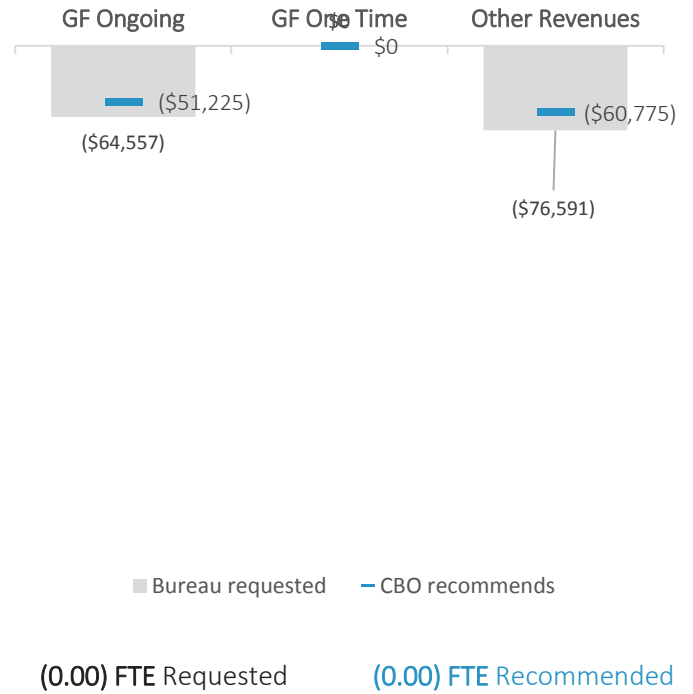 GF Ongoing GF One Time Other Revenues
$0
$0
($51,225) ($60,775)
($64,557)
($76,591)
Bureau requested CBO recommends
(0.00) FTE Requested (0.00) FTE Recommended